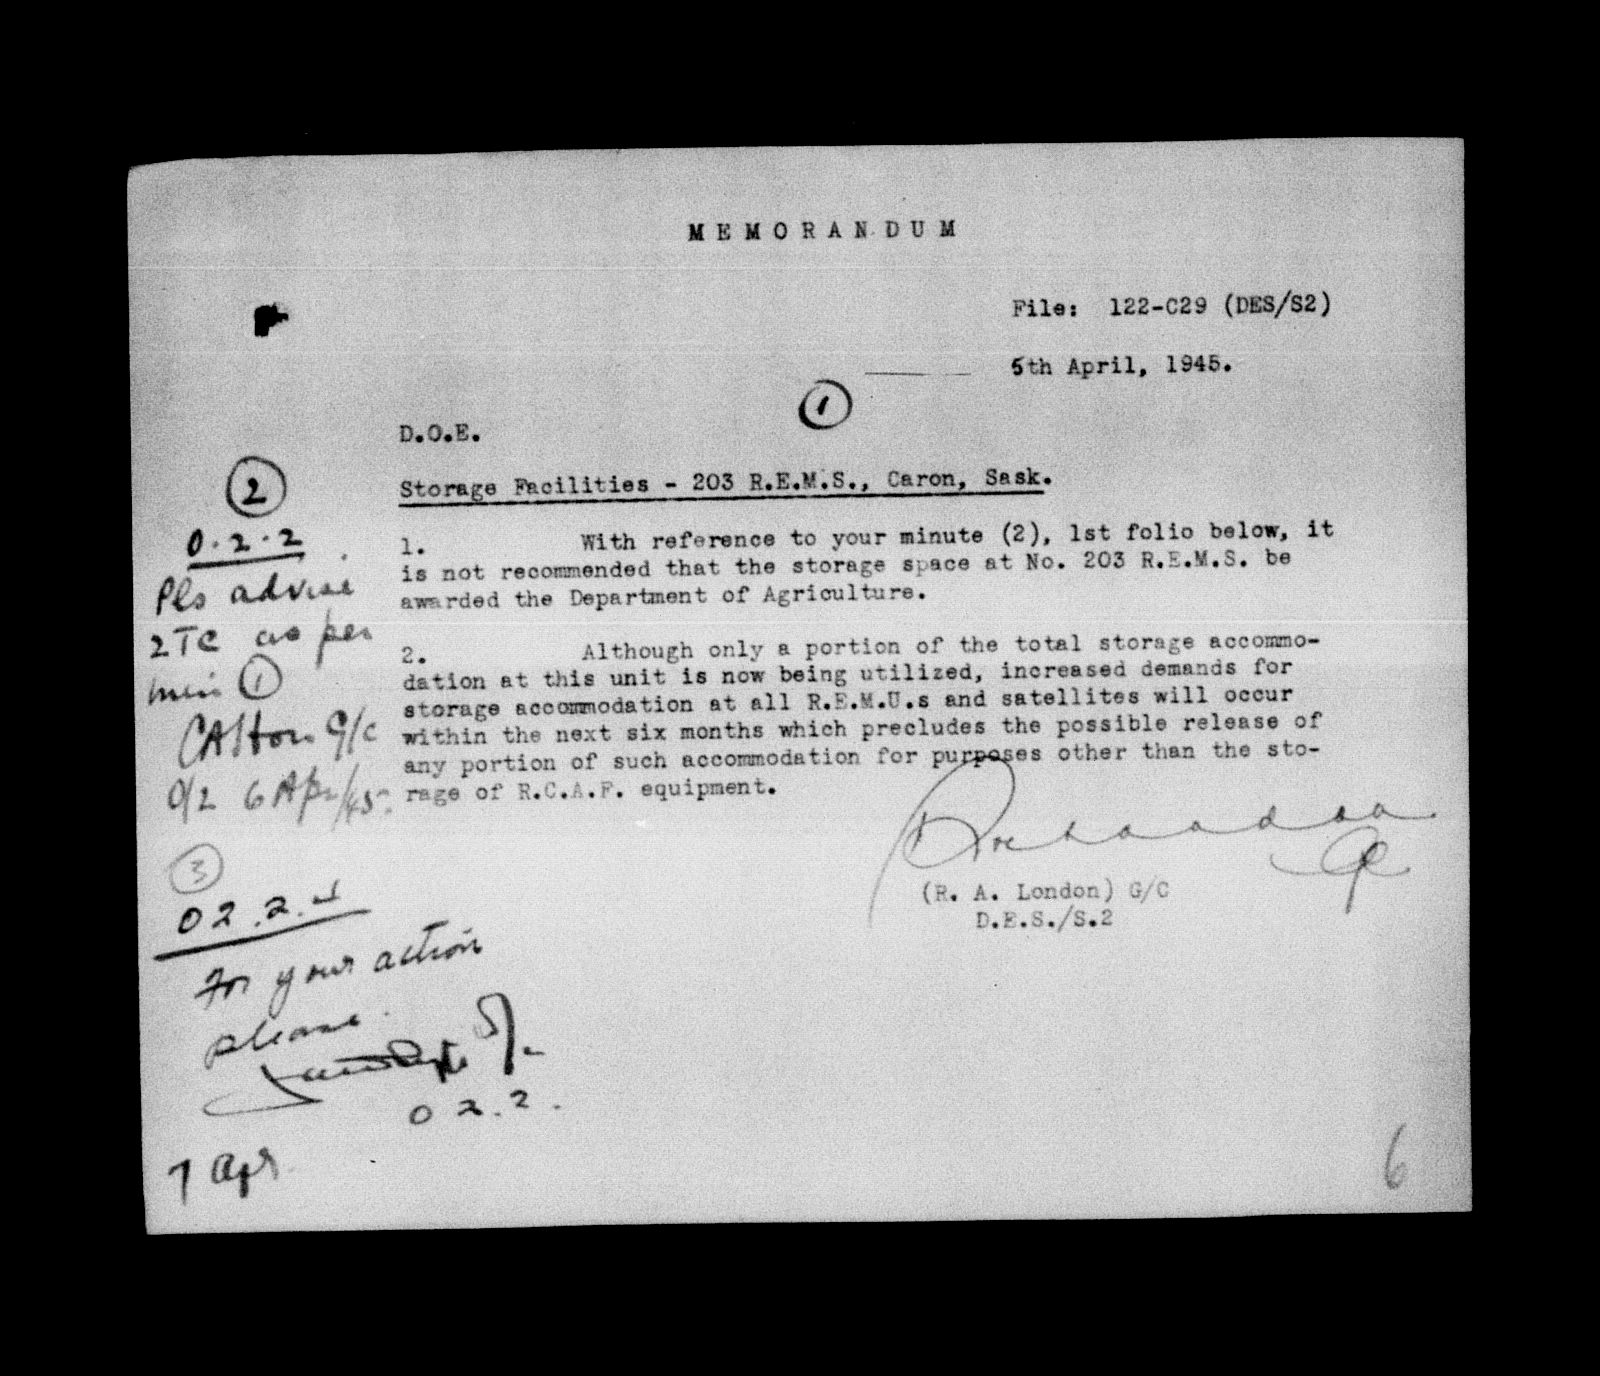 MEMORANDUM
File: 122-C29 (DES/S2)
5th April, 1945.
1
D.O.E.
Storage Facilities - 203 R.E.M.S., Caron, Sask.
1. With reference to your minute (2), 1st folio below, it
is not recommended that the storage space at No. 203 R.E.M.S. be
awarded the Department of Agriculture.
2. Although only a portion of the total storage accommo-
dation at this unit is now being utilized, increased demands for
storage accommodation at all R.E.M.U.s and satellites will occur
within the next six months which precludes the possible release of
any portion of such accommodation for purposes other than the sto-
rage of R.C.A.F. equipment.
(R. A. London) G/C
D.E.S./S.2
2
O.2.2
Pls advise
2TC as per
min 1
G/C
O/2 6 Apr/45
3
O2.2.
For your action
please
O2.2.
7 Apr
6